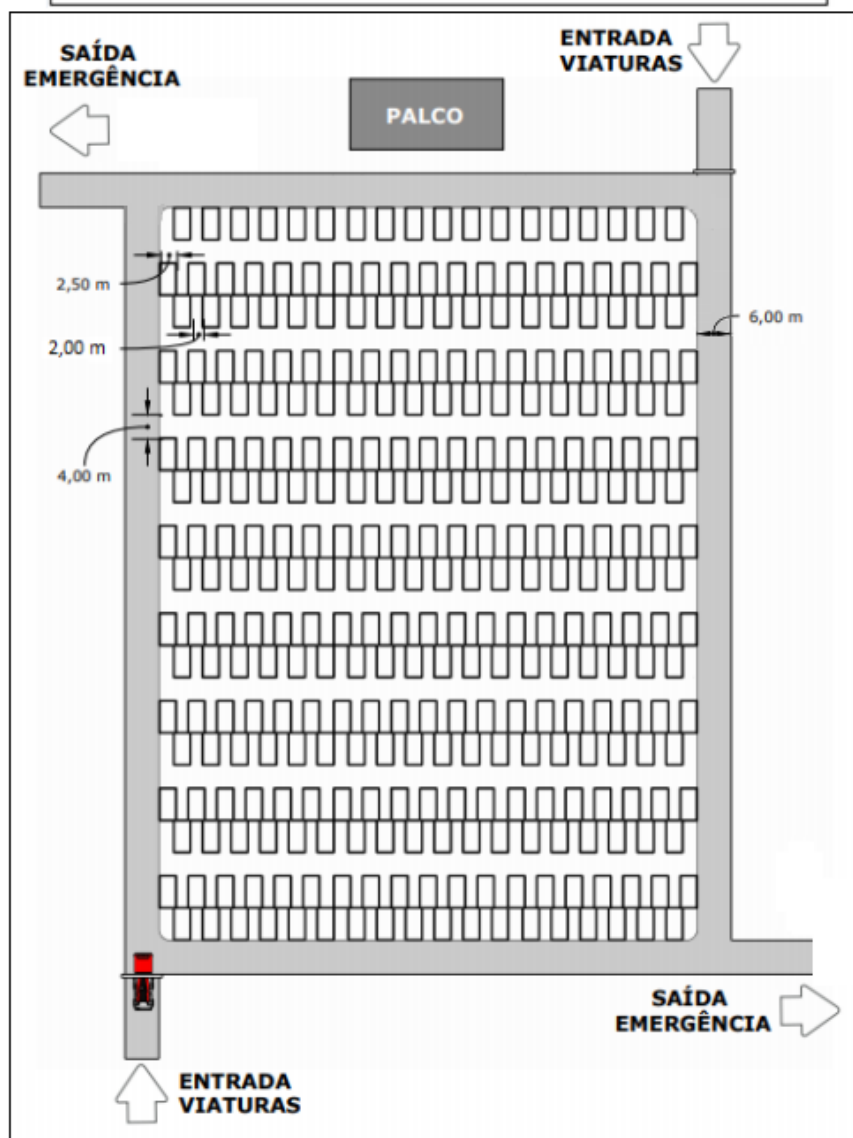 SAÍDA
EMERGÊNCIA
ENTRADA
VIATURAS
PALCO
2,50 m
6,00 m
2,00 m
4,00 m
SAÍDA
EMERGÊNCIA
ENTRADA
VIATURAS